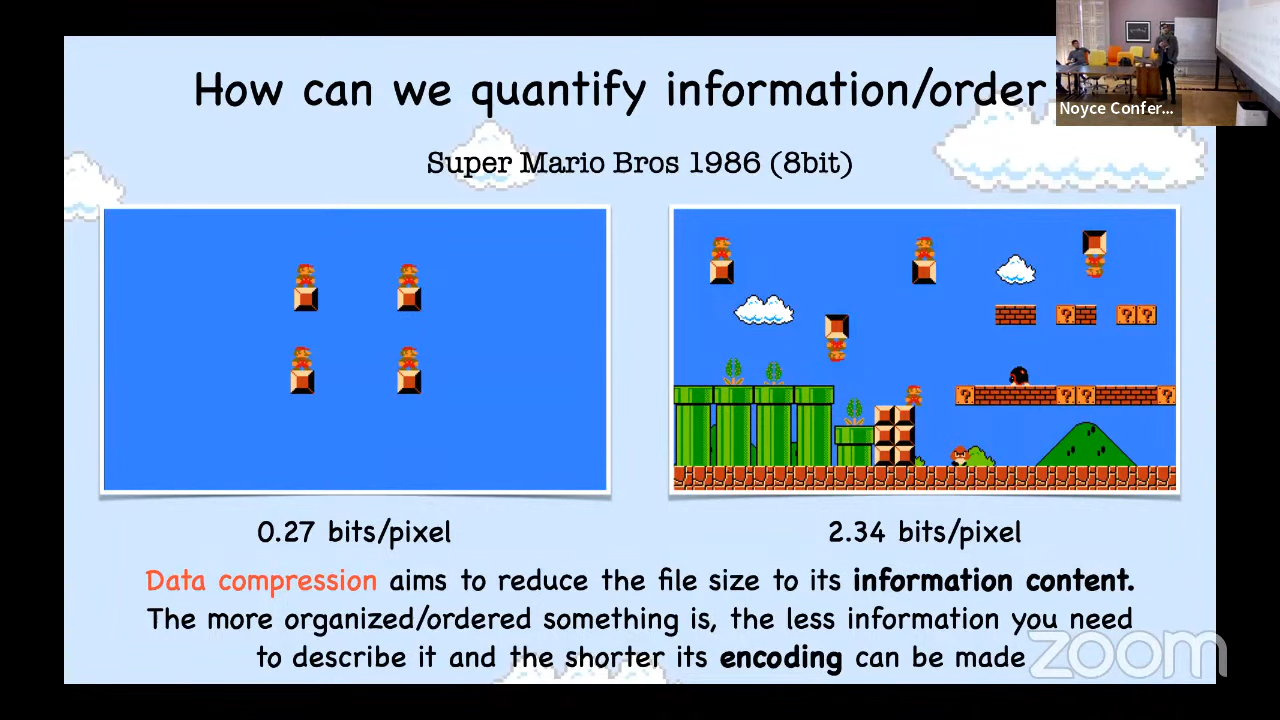 How can we quantify information/order
Noyce Confer...
Super Mario Bros 1986 (8bit)
? ? ?
? ? ? ?
0.27 bits/pixel
2.34 bits/pixel
Data compression aims to reduce the file size to its information content.
The more organized/ordered something is, the less information you need
to describe it and the shorter its encoding can be made
zoom